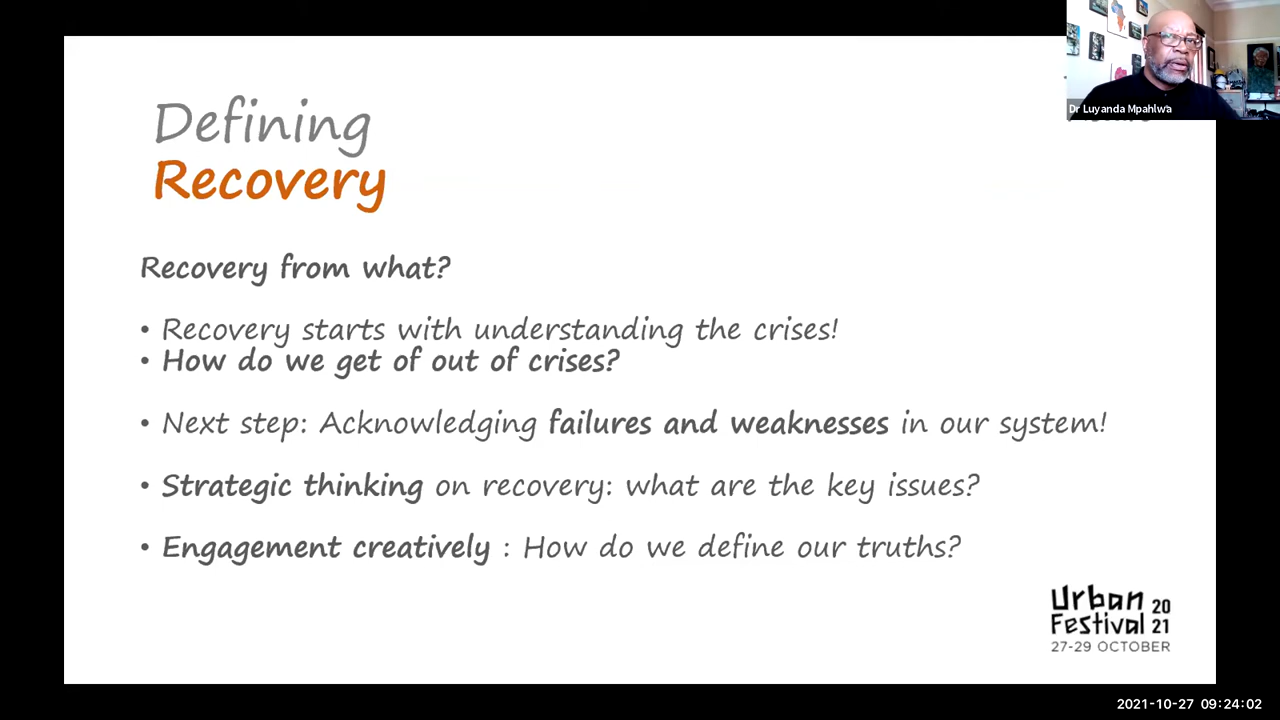 Dr Luyanda Mpahlwa
Defining
Recovery
Recovery from what?
• Recovery starts with understanding the crises!
• How do we get of out of crises?
• Next step: Acknowledging failures and weaknesses in our system!
• Strategic thinking on recovery: what are the key issues?
• Engagement creatively : How do we define our truths?
Urban 20
Festival 21
27-29 OCTOBER
2021-10-27 09:24:02